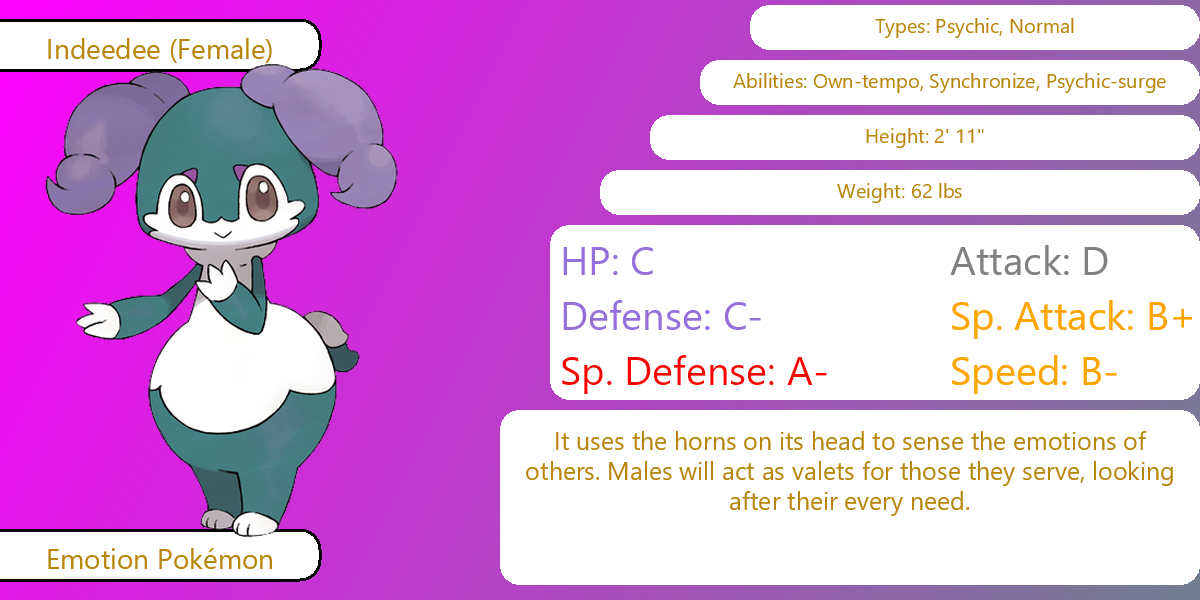 Indeedee (Female)
Types: Psychic, Normal
Abilities: Own-tempo, Synchronize, Psychic-surge
Height: 2' 11"
Weight: 62 lbs
HP: C
Attack: D
Defense: C-
Sp. Attack: B+
Sp. Defense: A-
Speed: B-
It uses the horns on its head to sense the emotions of
others. Males will act as valets for those they serve, looking
after their every need.
Emotion Pokémon